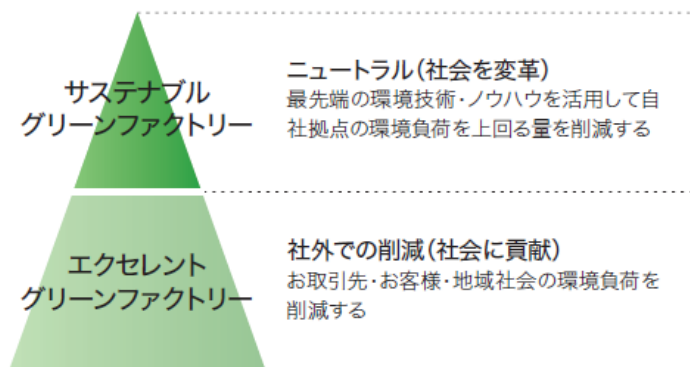 サステナブル
グリーンファクトリー
ニュートラル(社会を変革)
最先端の環境技術・ノウハウを活用して自
社拠点の環境負荷を上回る量を削減する
エクセレント
グリーンファクトリー
社外での削減(社会に貢献)
お取引先・お客様・地域社会の環境負荷を
削減する